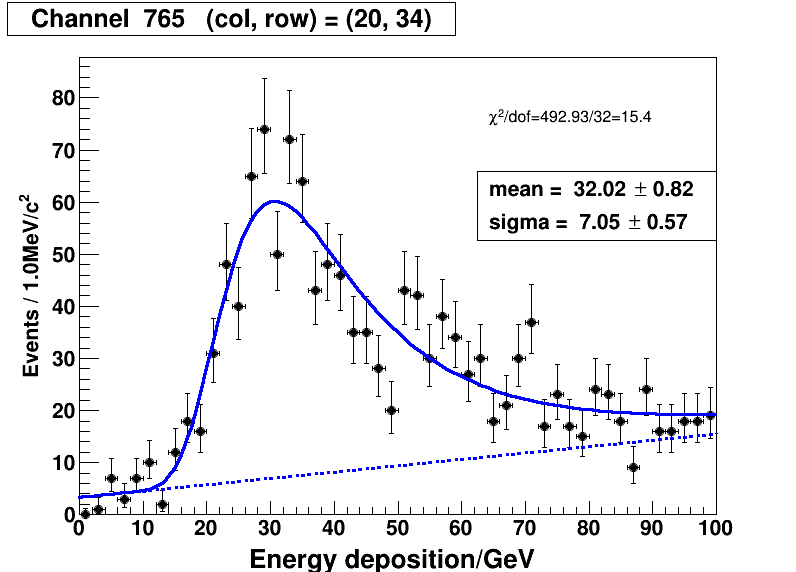 Channel 765 (col, row) = (20, 34)
χ²/dof=492.93/32=15.4
mean = 32.02 ± 0.82
sigma = 7.05 ± 0.57
Events / 1.0MeV/c²
80
70
60
50
40
30
20
10
0
0 10 20 30 40 50 60 70 80 90 100
Energy deposition/GeV